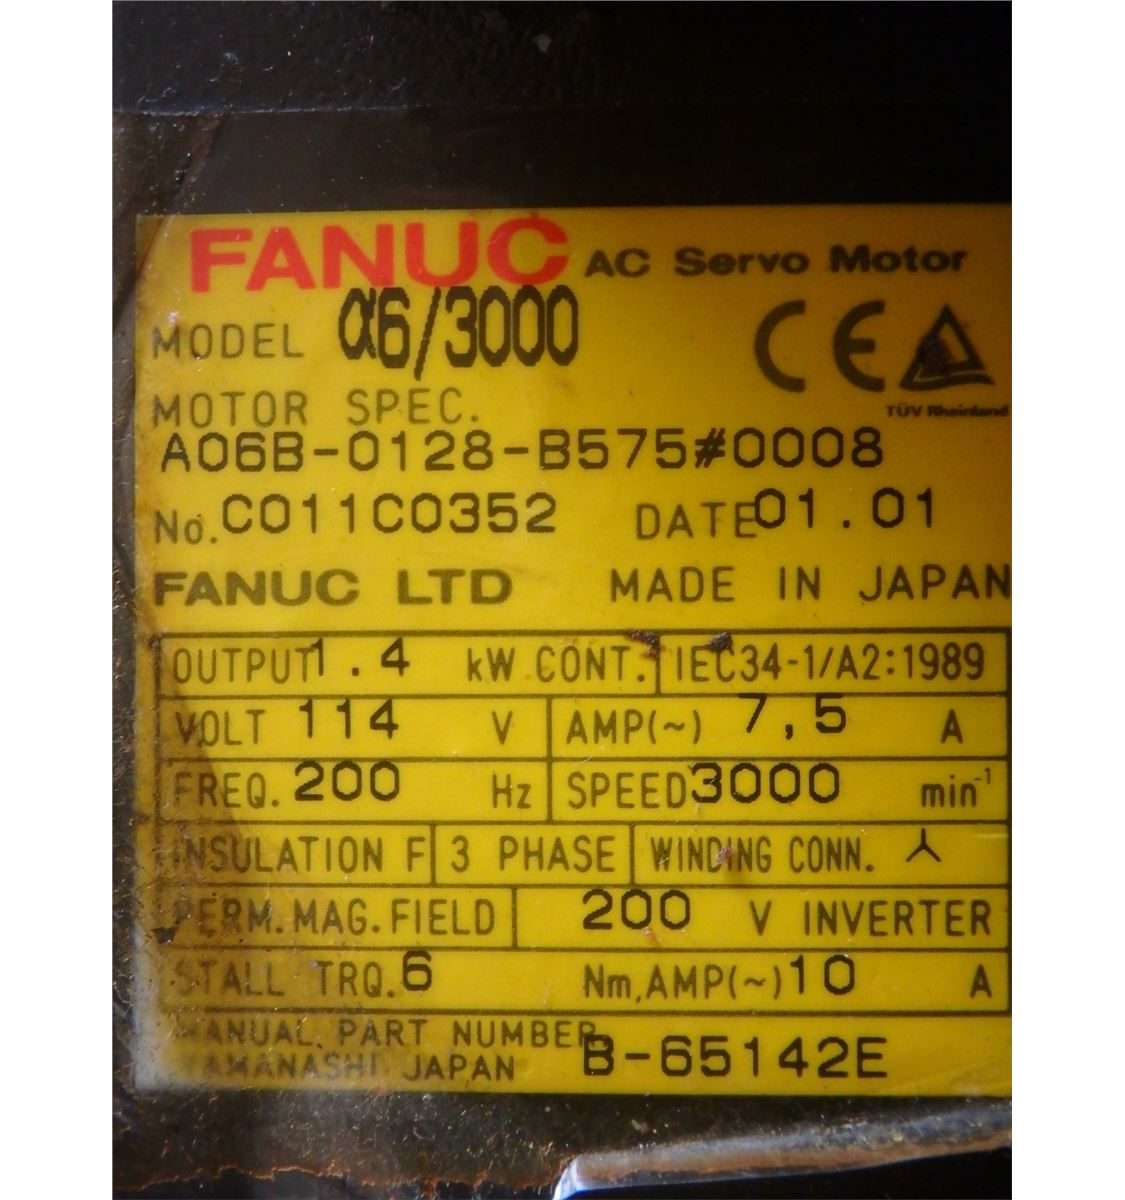 FANUC AC Servo Motor
MODEL α6/3000
CE
TÜV Rheinland
MOTOR SPEC.
A06B-0128-B575#0008
No. C011C0352 DATE 01.01
FANUC LTD MADE IN JAPAN
OUTPUT 1.4 kW CONT. IEC34-1/A2:1989
VOLT 114 V AMP(~) 7,5 A
FREQ. 200 Hz SPEED 3000 min⁻¹
INSULATION F 3 PHASE WINDING CONN.
PERM. MAG. FIELD 200 V INVERTER
STALL TRQ. 6 Nm, AMP(~) 10 A
MANUAL PART NUMBER B-65142E
YAMANASHI JAPAN